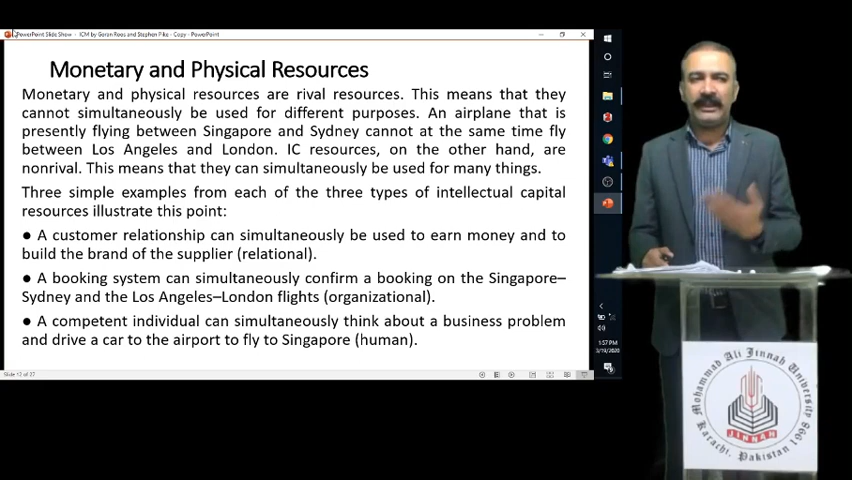 PowerPoint Slide Show - ICM by Goran Roos and Stephen Pike - Copy - PowerPoint
Monetary and Physical Resources
Monetary and physical resources are rival resources. This means that they
cannot simultaneously be used for different purposes. An airplane that is
presently flying between Singapore and Sydney cannot at the same time fly
between Los Angeles and London. IC resources, on the other hand, are
nonrival. This means that they can simultaneously be used for many things.
Three simple examples from each of the three types of intellectual capital
resources illustrate this point:
● A customer relationship can simultaneously be used to earn money and to
build the brand of the supplier (relational).
● A booking system can simultaneously confirm a booking on the Singapore–
Sydney and the Los Angeles–London flights (organizational).
● A competent individual can simultaneously think about a business problem
and drive a car to the airport to fly to Singapore (human).
Slide 12 of 27
1:57 PM
3/19/2020
Mohammad Ali Jinnah University
JINNAH
Karachi, Pakistan 1998